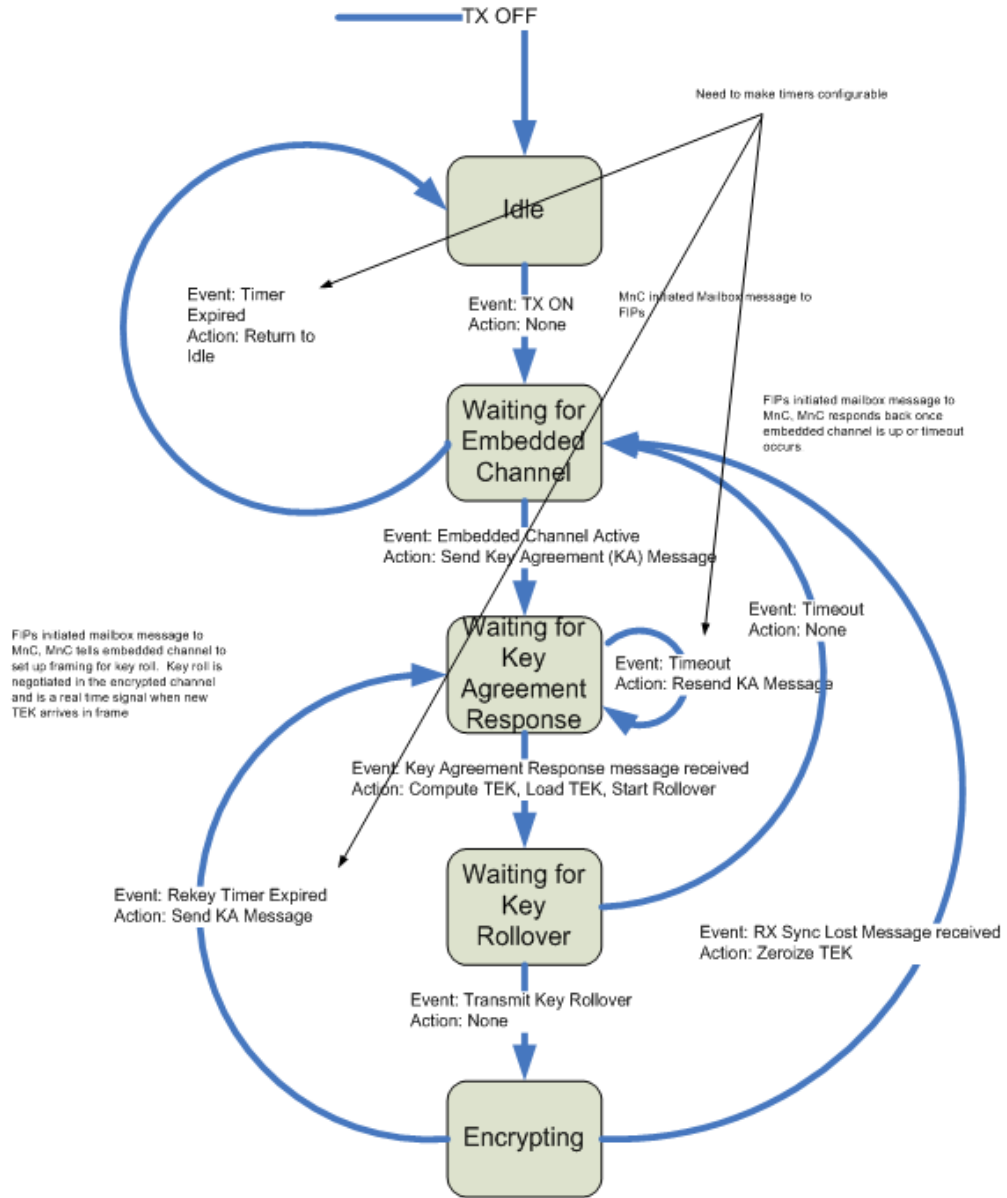 TX OFF
Need to make timers configurable
Idle
Event: Timer
Expired
Action: Return to
Idle
Event: TX ON
Action: None
MnC initiated Mailbox message to
FIPs
Waiting for
Embedded
Channel
FIPs initiated mailbox message to
MnC, MnC responds back once
embedded channel is up or timeout
occurs
Event: Embedded Channel Active
Action: Send Key Agreement (KA) Message
Event: Timeout
Action: None
Waiting for
Key
Agreement
Response
Event: Timeout
Action: Resend KA Message
FIPs initiated mailbox message to
MnC, MnC tells embedded channel to
set up framing for key roll. Key roll is
negotiated in the encrypted channel
and is a real time signal when new
TEK arrives in frame
Event: Key Agreement Response message received
Action: Compute TEK, Load TEK, Start Rollover
Waiting for
Key
Rollover
Event: Rekey Timer Expired
Action: Send KA Message
Event: RX Sync Lost Message received
Action: Zeroize TEK
Event: Transmit Key Rollover
Action: None
Encrypting